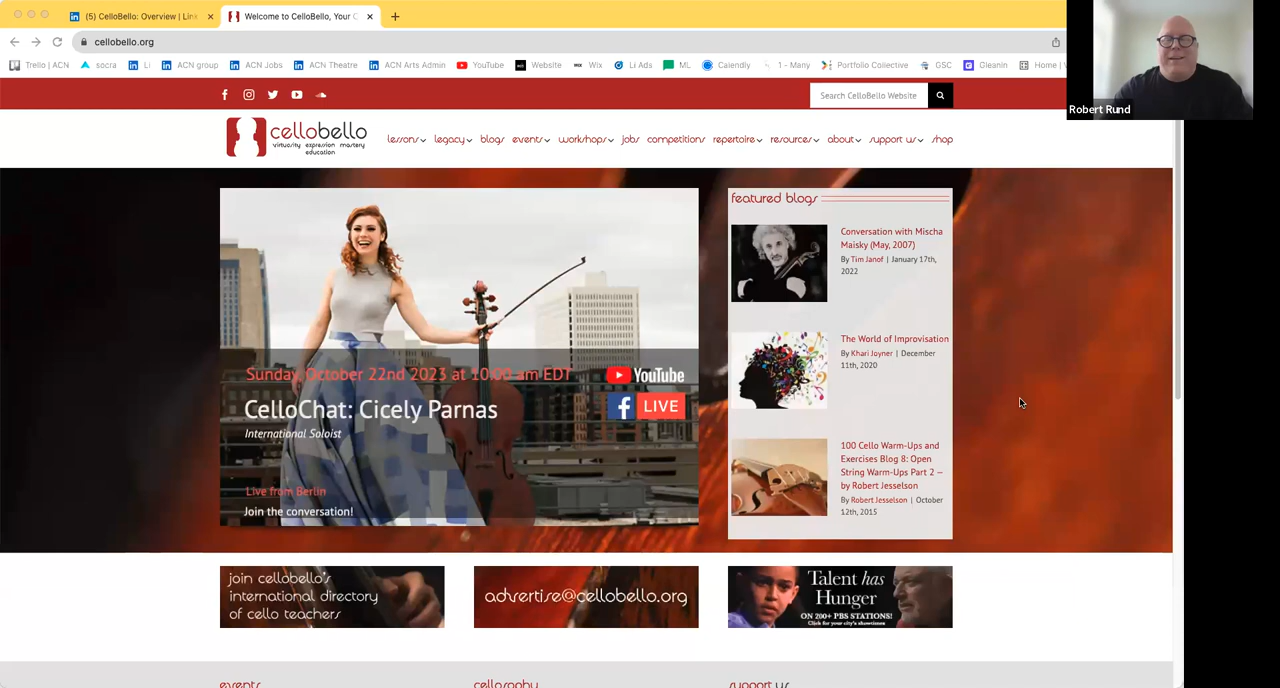 (5) CelloBello: Overview | Lin
Welcome to CelloBello, Your C
cellobello.org
Trello | ACN
socra
Li
ACN group
ACN Jobs
ACN Theatre
ACN Arts Admin
YouTube
Website
Wix
Li Ads
ML
Calendly
1 - Many
Portfolio Collective
GSC
Gleanin
Home | V
Robert Rund
Search CelloBello Website
cellobello
virtuosity expression mastery
education
lessons legacy blogs events workshops jobs competitions repertoire resources about support us shop
Sunday, October 22nd 2023 at 10:00 am EDT
YouTube
CelloChat: Cicely Parnas
LIVE
International Soloist
Live from Berlin
Join the conversation!
featured blogs
Conversation with Mischa
Maisky (May, 2007)
By Tim Janof | January 17th,
2022
The World of Improvisation
By Khari Joyner | December
11th, 2020
100 Cello Warm-Ups and
Exercises Blog 8: Open
String Warm-Ups Part 2 —
by Robert Jesselson
By Robert Jesselson | October
12th, 2015
join cellobello's
international directory
of cello teachers
advertise@cellobello.org
Talent has
Hunger
ON 200+ PBS STATIONS!
Click for your city's showtimes
events
cellosophy
support us